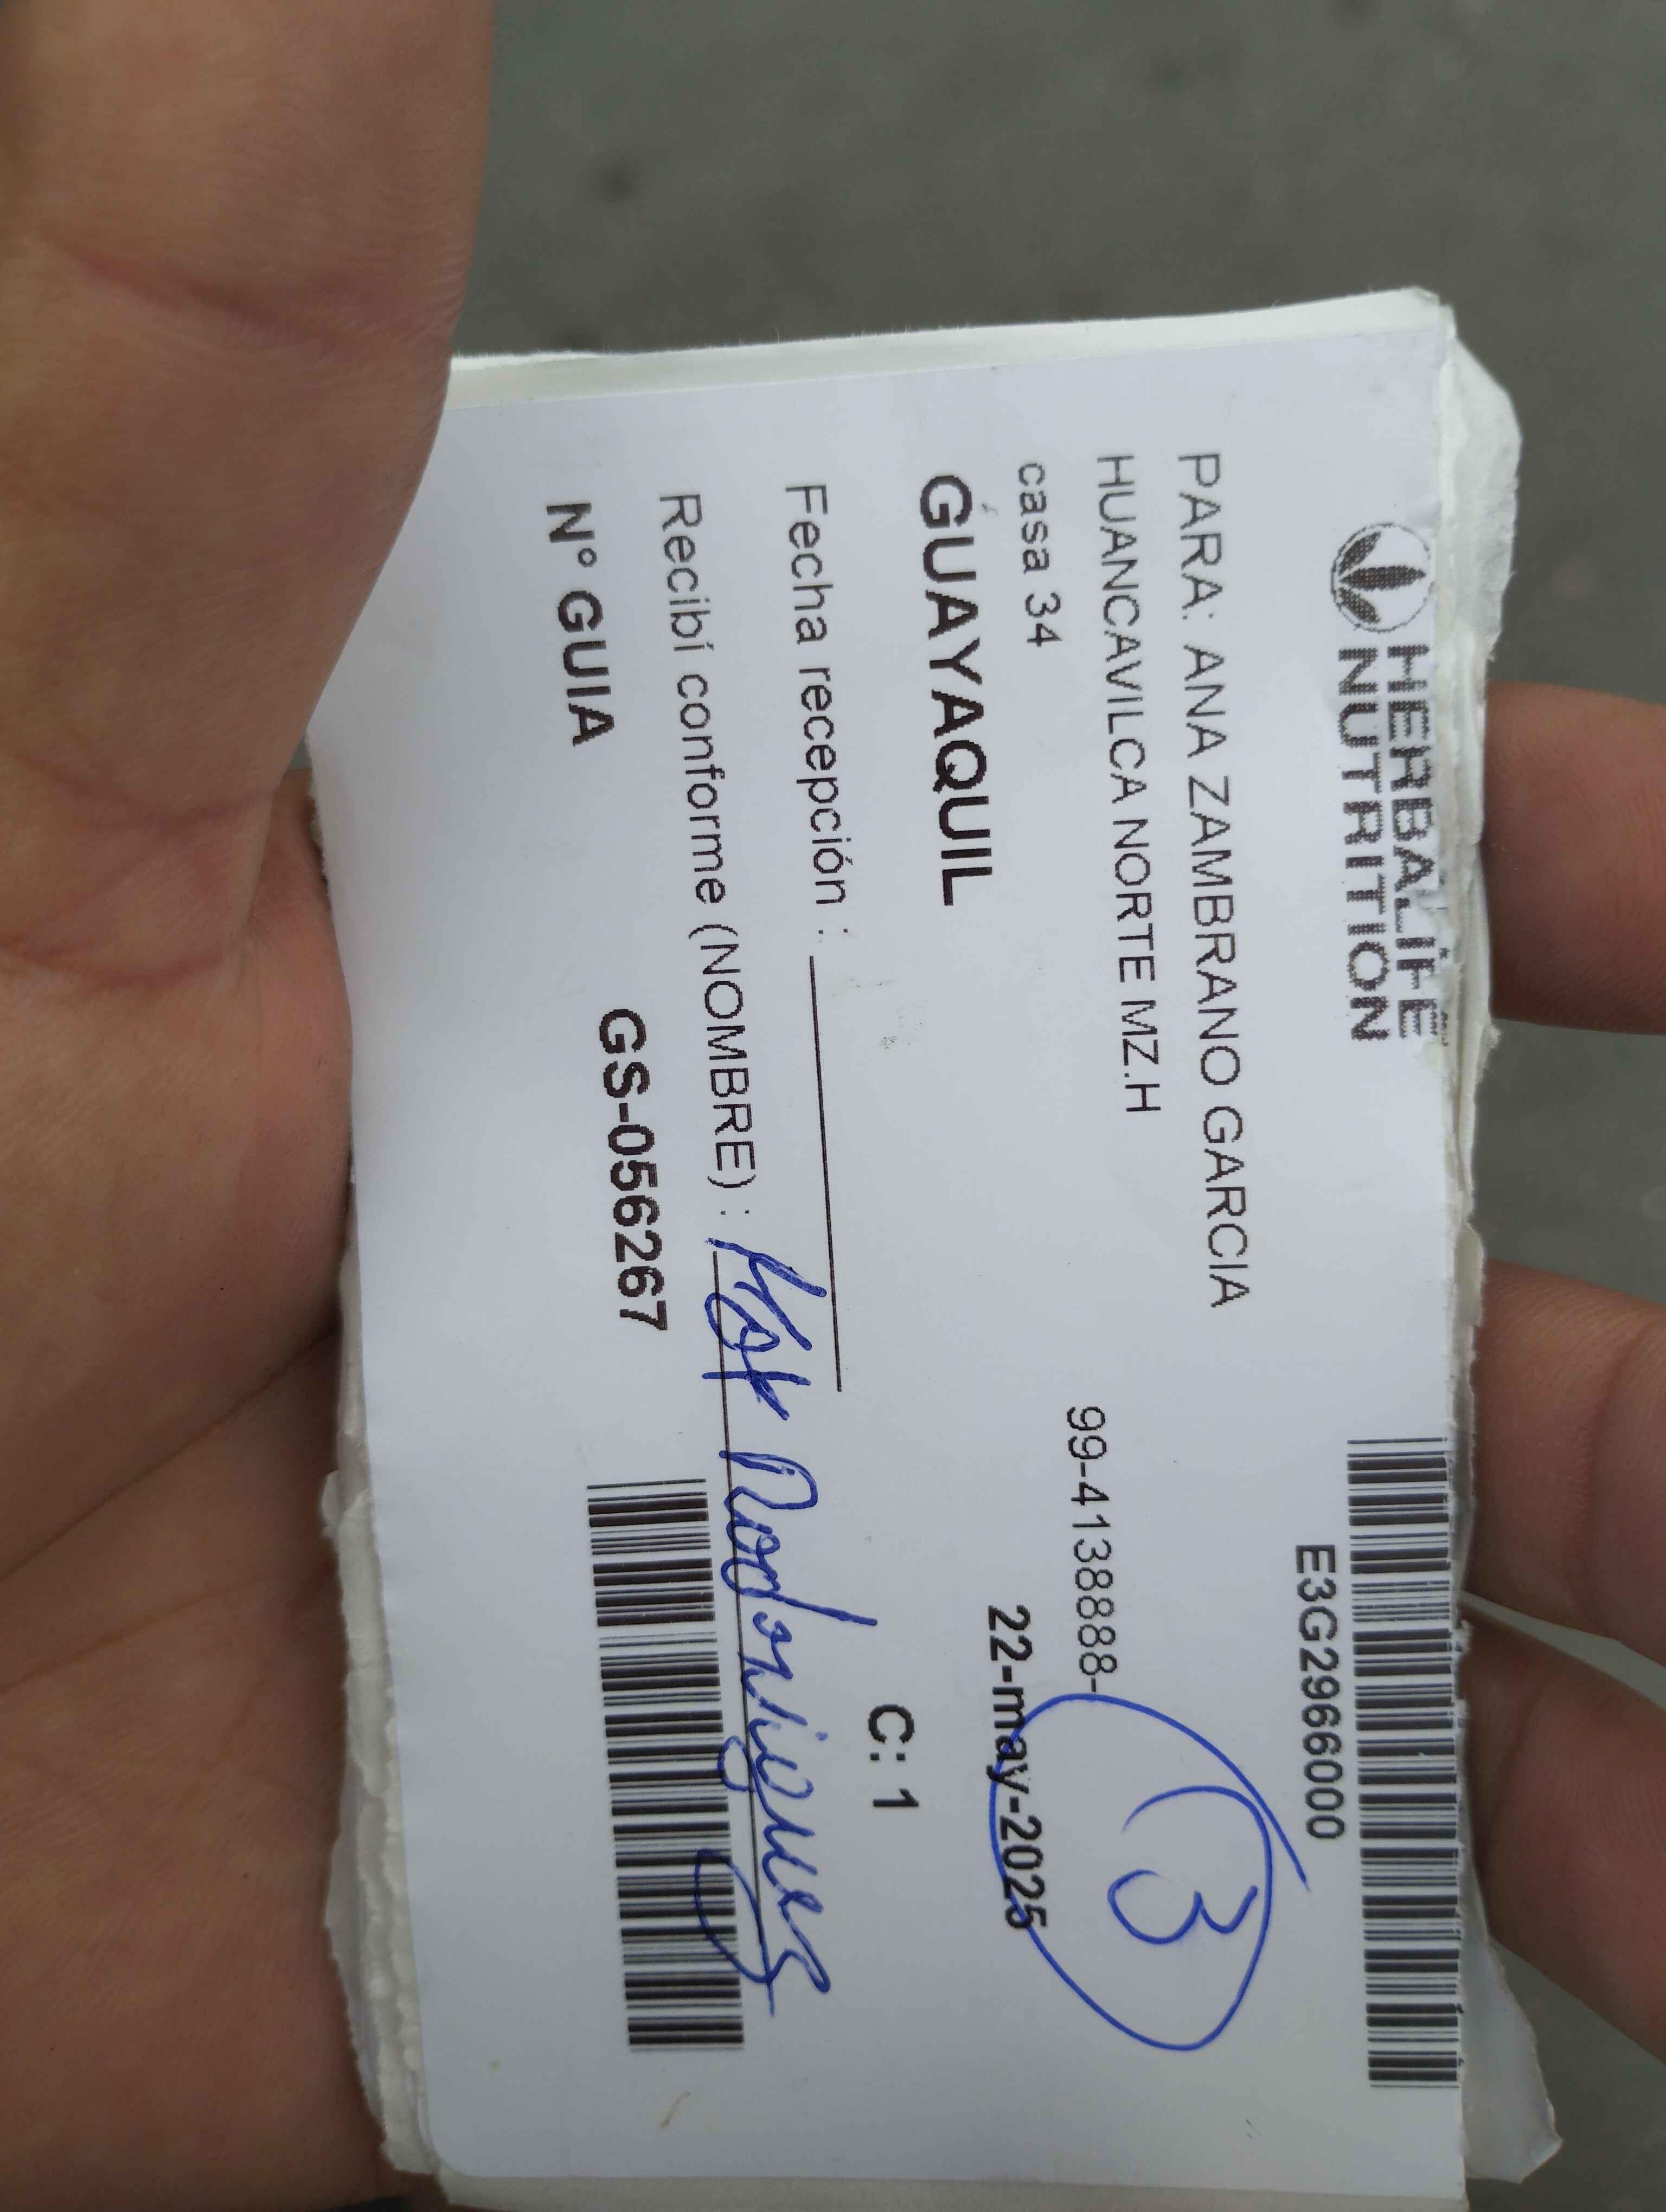 HERBALIFE
NUTRITION
E3G2966000
PARA: ANA ZAMBRANO GARCIA
HUANCAVILCA NORTE MZ.H
99-4138888-
casa 34
3
22-may-2025
GUAYAQUIL
C: 1
Fecha recepción :
Recibí conforme (NOMBRE) : Rodriguez
N° GUIA
GS-056267